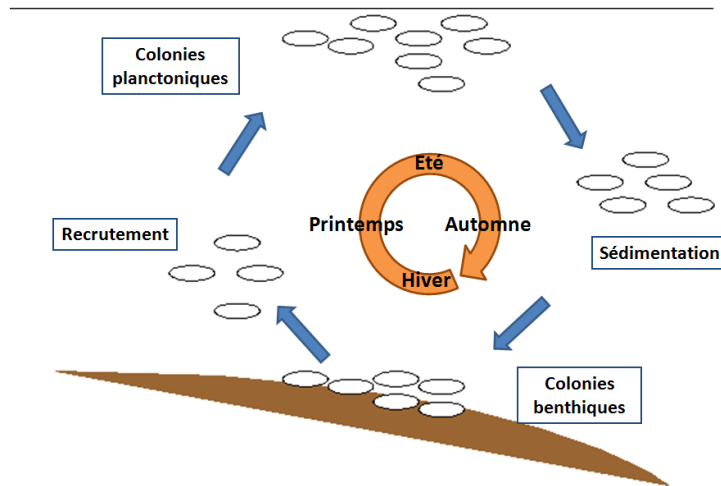 Colonies
planctoniques
Eté
Recrutement
Printemps
Automne
Sédimentation
Hiver
Colonies
benthiques